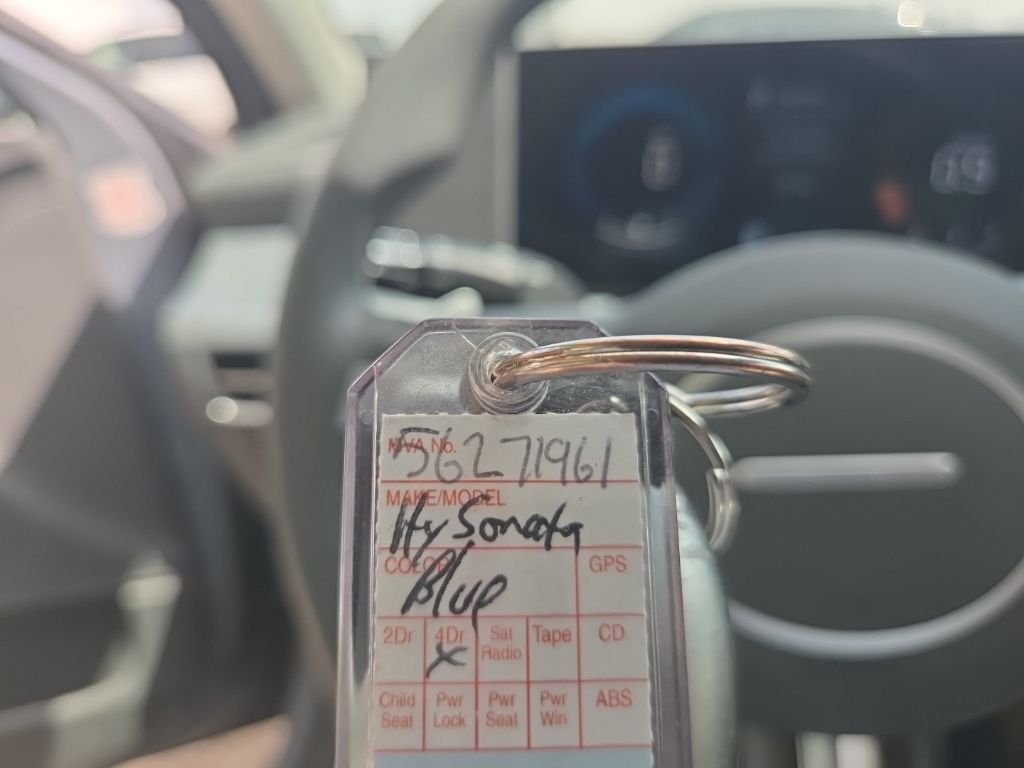 MVA No.
56271961
MAKE/MODEL
Hy Sonata
COLOR
Blue
GPS
2Dr 4Dr Sat Radio Tape CD
X
Child Seat Pwr Lock Pwr Seat Pwr Win ABS